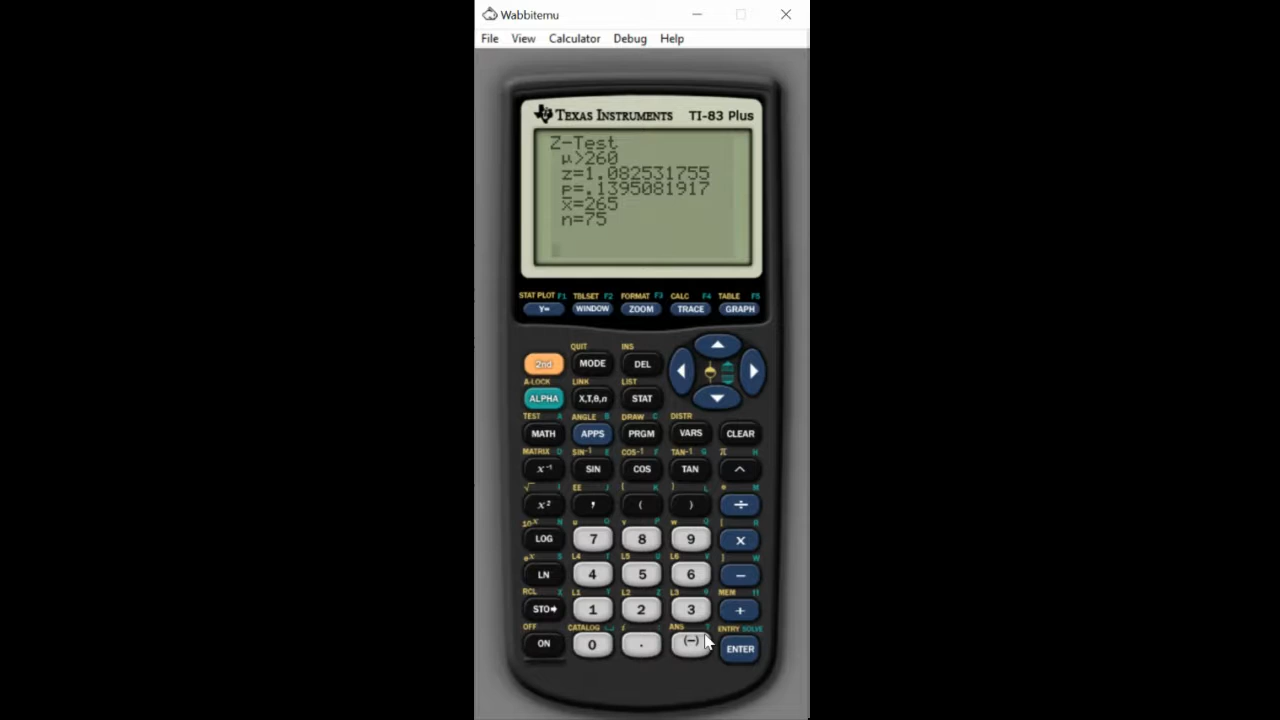 Wabbitemu
File View Calculator Debug Help
TEXAS INSTRUMENTS TI-83 Plus
Z-Test
μ>260
z=1.082531755
p=.1395081917
x̄=265
n=75
STAT PLOT F1 TBLSET F2 FORMAT F3 CALC F4 TABLE F5
Y= WINDOW ZOOM TRACE GRAPH
QUIT INS
2nd MODE DEL
A-LOCK LINK LIST
ALPHA X,T,θ,n STAT
TEST A ANGLE B DRAW C DISTR
MATH APPS PRGM VARS CLEAR
MATRIX D SIN-1 E COS-1 F TAN-1 G π H
x-1 SIN COS TAN ^
√ I EE J { K } L e M
x² , ( ) ÷
10x N u O v P w Q [ R
LOG 7 8 9 x
ex S L4 T L5 U L6 V ] W
LN 4 5 6 −
RCL X L1 Y L2 Z L3 θ MEM "
STO➔ 1 2 3 +
OFF CATALOG i : ANS ? ENTRY SOLVE
ON 0 . (−) ENTER